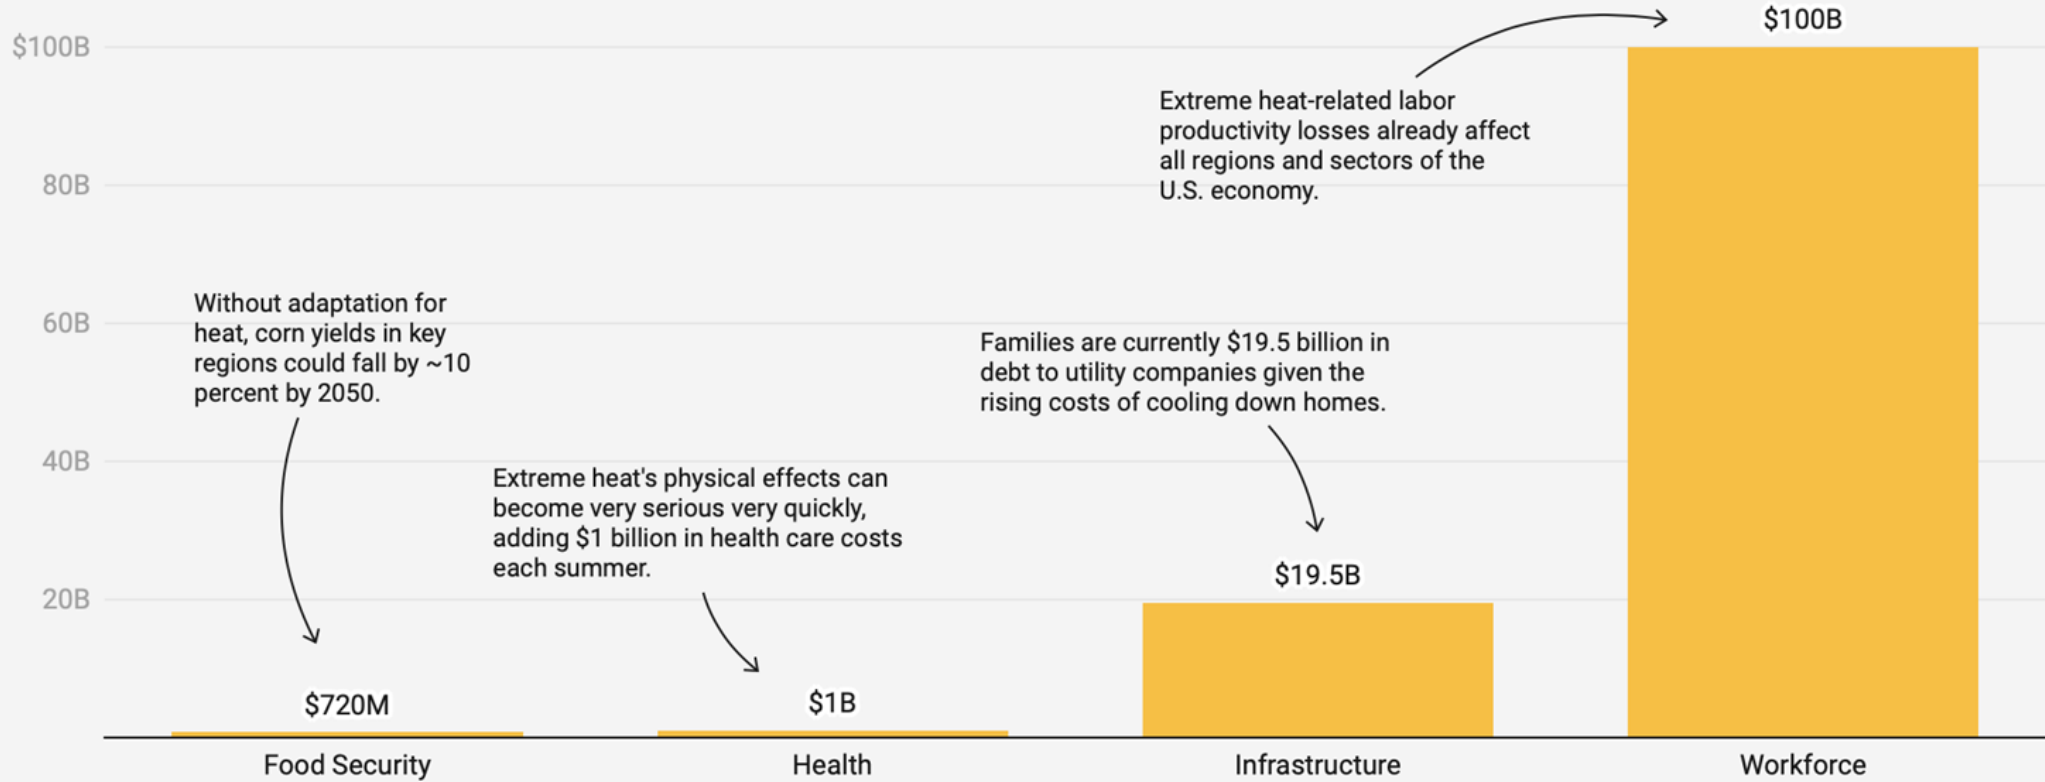 $100B
80B
60B
40B
20B
Without adaptation for
heat, corn yields in key
regions could fall by ~10
percent by 2050.
$720M
Food Security
Extreme heat's physical effects can
become very serious very quickly,
adding $1 billion in health care costs
each summer.
$1B
Health
Families are currently $19.5 billion in
debt to utility companies given the
rising costs of cooling down homes.
$19.5B
Infrastructure
Extreme heat-related labor
productivity losses already affect
all regions and sectors of the
U.S. economy.
$100B
Workforce